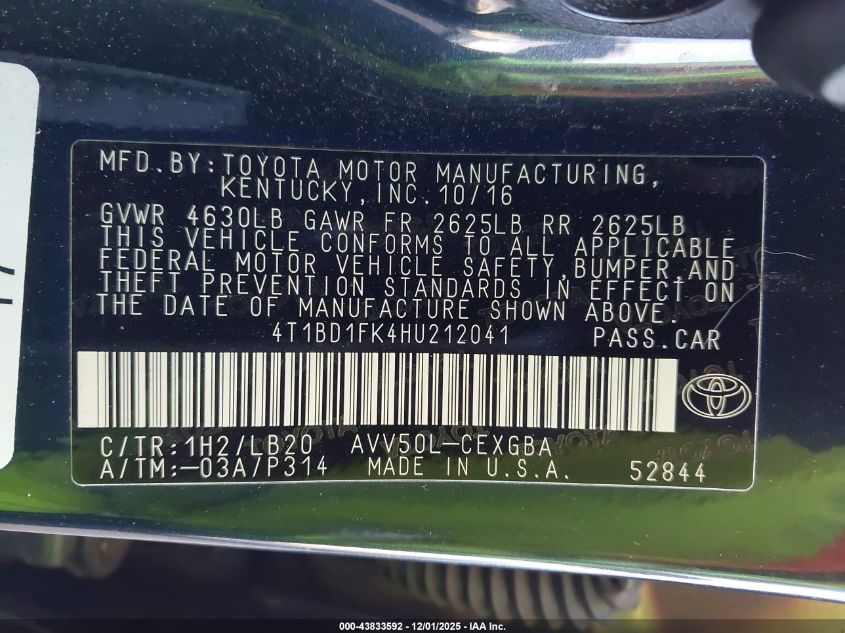 MFD.BY:TOYOTA MOTOR MANUFACTURING,
KENTUCKY,INC.10/16
GVWR 4630LB GAWR FR 2625LB RR 2625LB
THIS VEHICLE CONFORMS TO ALL APPLICABLE
FEDERAL MOTOR VEHICLE SAFETY,BUMPER,AND
THEFT PREVENTION STANDARDS IN EFFECT ON
THE DATE OF MANUFACTURE SHOWN ABOVE.
4T1BD1FK4HU212041 PASS.CAR
C/TR:1H2/LB20 AVV50L-CEXGBA
A/TM:-03A/P314 MADE IN U.S.A. 52844
000-43833592 - 12/01/2025 - IAA Inc.